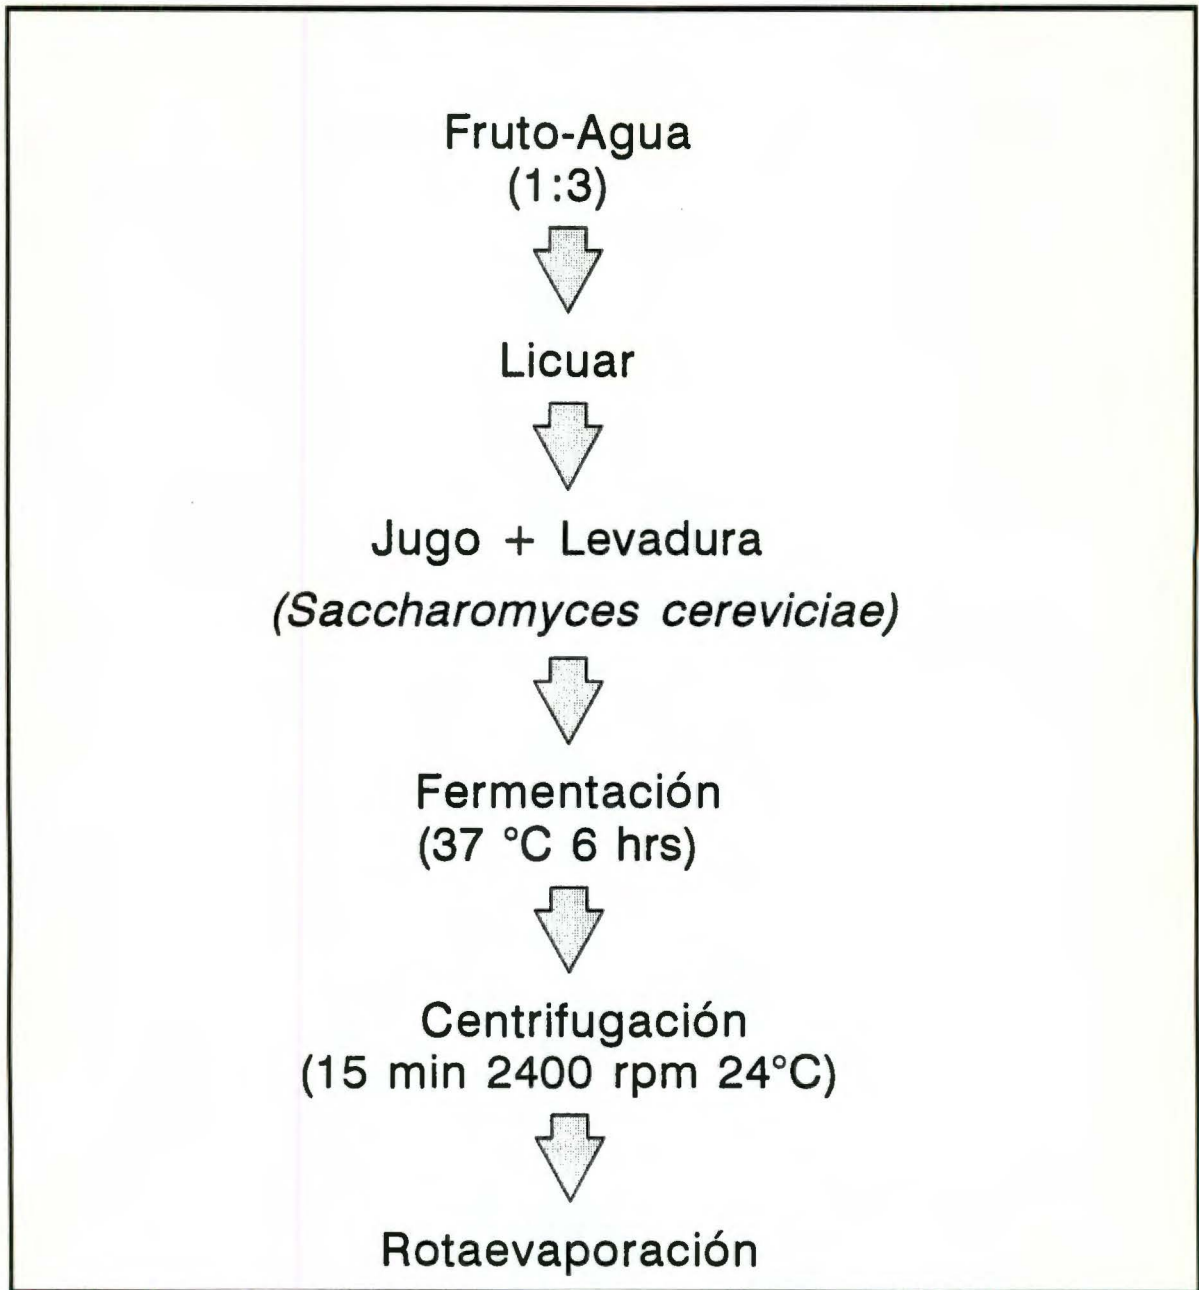 Fruto-Agua
(1:3)
Licuar
Jugo + Levadura
(Saccharomyces cereviciae)
Fermentación
(37 °C 6 hrs)
Centrifugación
(15 min 2400 rpm 24°C)
Rotaevaporación